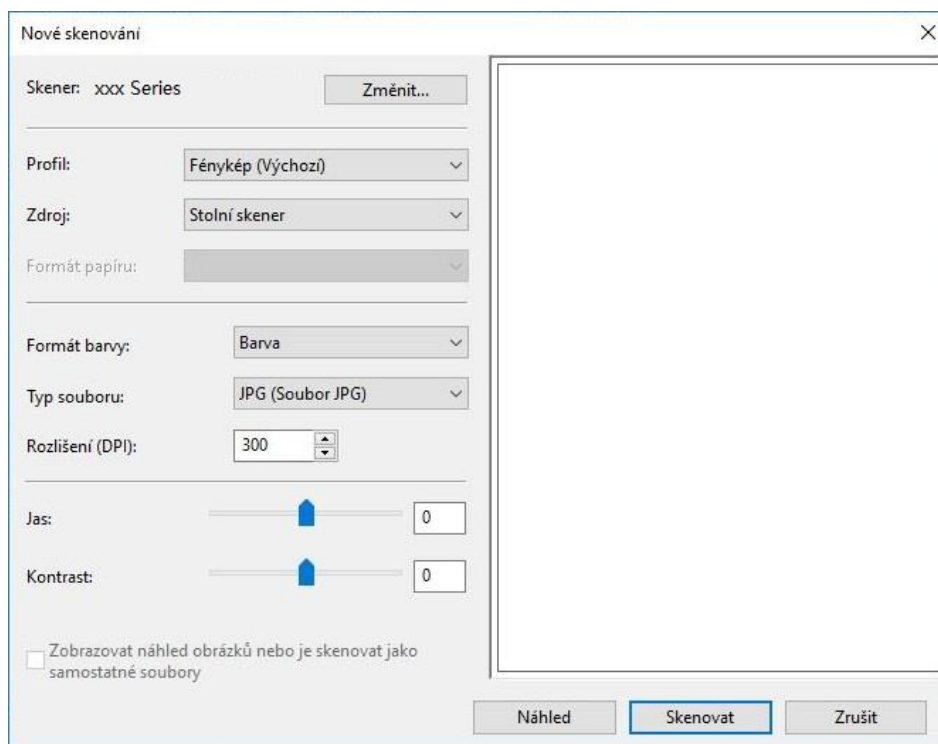 Nové skenování
Skener: xxx Series
Změnit...
Profil: Fénykép (Výchozí)
Zdroj: Stolní skener
Formát papíru:
Formát barvy: Barva
Typ souboru: JPG (Soubor JPG)
Rozlišení (DPI): 300
Jas: 0
Kontrast: 0
Zobrazovat náhled obrázků nebo je skenovat jako
samostatné soubory
Náhled Skenovat Zrušit